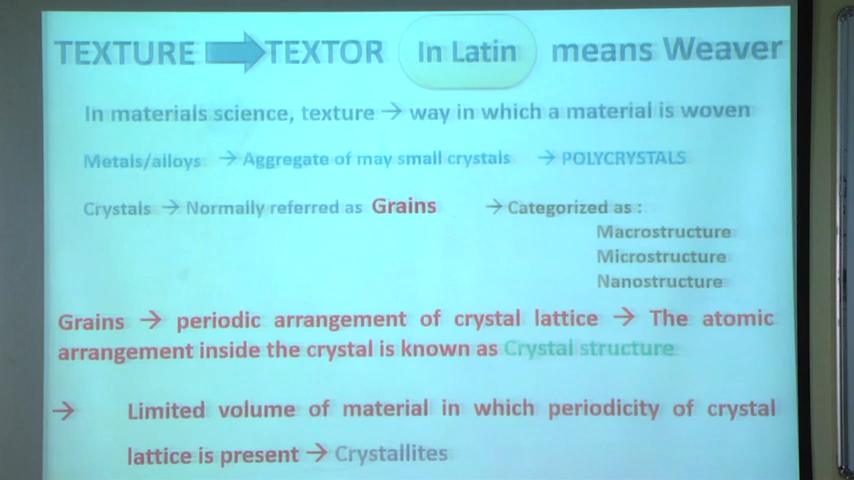 TEXTURE TEXTOR In Latin means Weaver
In materials science, texture → way in which a material is woven
Metals/alloys → Aggregate of may small crystals → POLYCRYSTALS
Crystals → Normally referred as Grains → Categorized as :
Macrostructure
Microstructure
Nanostructure
Grains → periodic arrangement of crystal lattice → The atomic
arrangement inside the crystal is known as Crystal structure
→ Limited volume of material in which periodicity of crystal
lattice is present → Crystallites